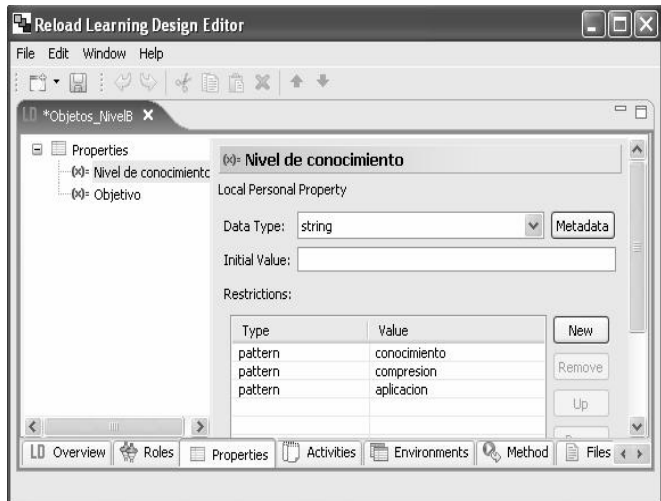 Reload Learning Design Editor
File Edit Window Help
LD *Objetos_NivelB X
Properties
(x)= Nivel de conocimiento
(x)= Objetivo
(x)= Nivel de conocimiento
Local Personal Property
Data Type: string Metadata
Initial Value:
Restrictions:
Type Value New
pattern conocimiento
pattern compresion Remove
pattern aplicacion
Up
LD Overview Roles Properties Activities Environments Method Files